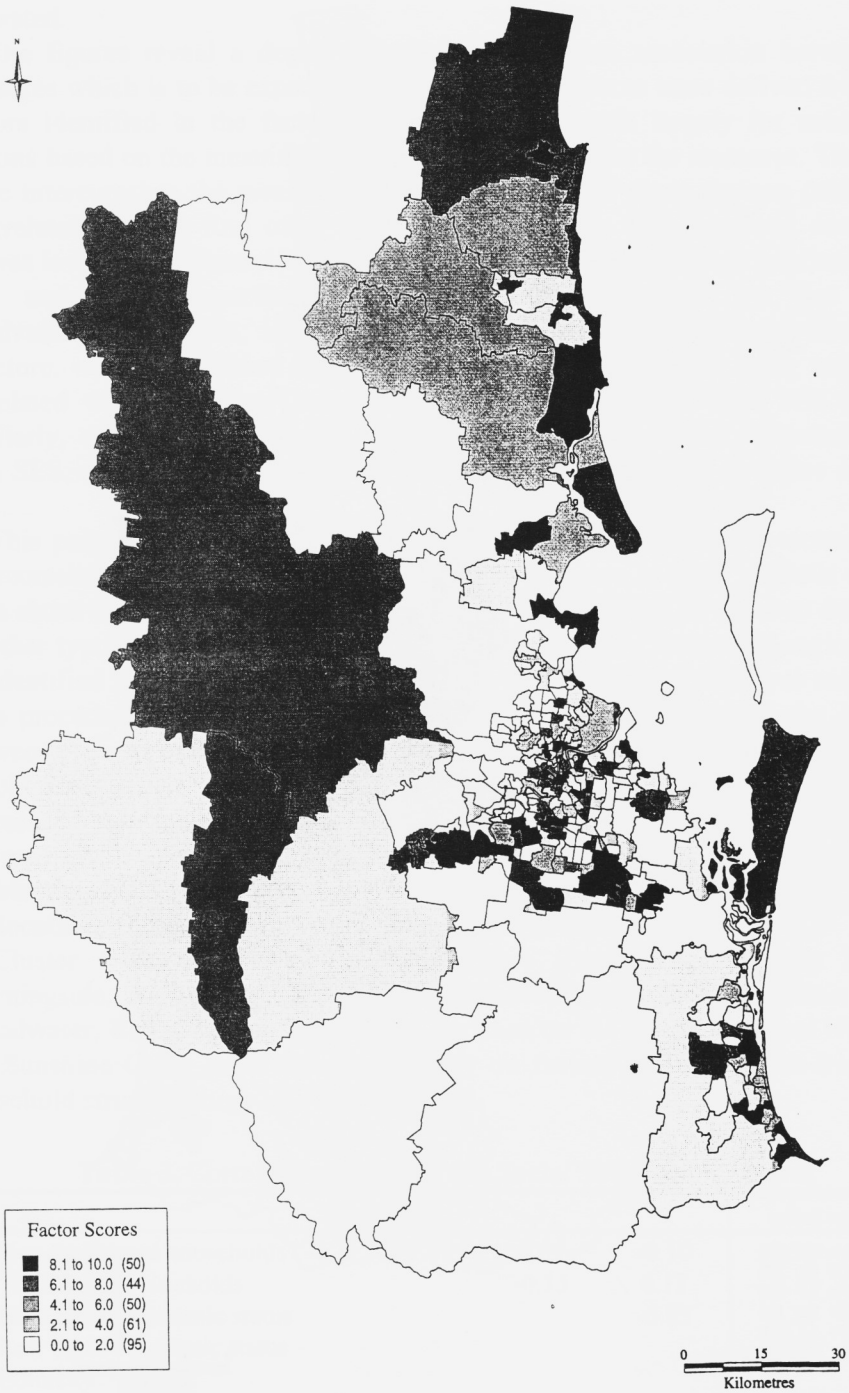 N
Factor Scores
8.1 to 10.0 (50)
6.1 to 8.0 (44)
4.1 to 6.0 (50)
2.1 to 4.0 (61)
0.0 to 2.0 (95)
0 15 30
Kilometres